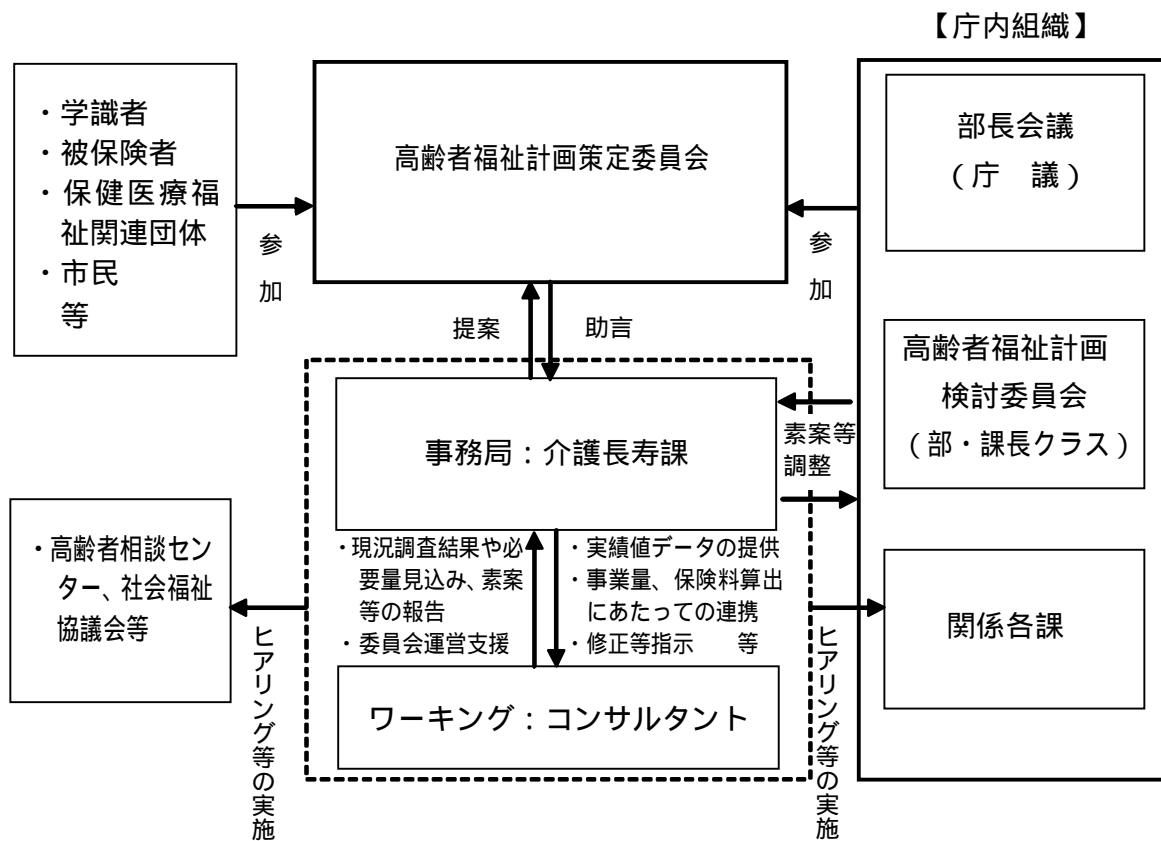 【庁内組織】
・学識者
・被保険者
・保健医療福
祉関連団体
・市民
等
参
加
高齢者福祉計画策定委員会
参
加
部長会議
(庁　議)
提案
助言
高齢者福祉計画
検討委員会
(部・課長クラス)
事務局：介護長寿課
素案等
調整
・高齢者相談セン
ター、社会福祉
協議会等
・現況調査結果や必
要量見込み、素案
等の報告
・委員会運営支援
・実績値データの提供
・事業量、保険料算出
にあたっての連携
・修正等指示　　等
関係各課
ヒアリング等の実施
ワーキング：コンサルタント
ヒアリング等の実施